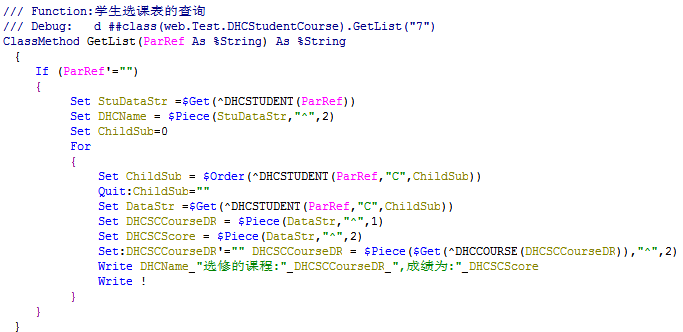 /// Function:学生选课表的查询
/// Debug:   d ##class(web.Test.DHCStudentCourse).GetList("7")
ClassMethod GetList(ParRef As %String) As %String
{
If (ParRef'="")
{
Set StuDataStr =$Get(^DHCSTUDENT(ParRef))
Set DHCName = $Piece(StuDataStr,"^",2)
Set ChildSub=0
For
{
Set ChildSub = $Order(^DHCSTUDENT(ParRef,"C",ChildSub))
Quit:ChildSub=""
Set DataStr =$Get(^DHCSTUDENT(ParRef,"C",ChildSub))
Set DHCSCCourseDR = $Piece(DataStr,"^",1)
Set DHCSCScore = $Piece(DataStr,"^",2)
Set:DHCSCCourseDR'="" DHCSCCourseDR = $Piece($Get(^DHCCOURSE(DHCSCCourseDR)),"^",2)
Write DHCName_"选修的课程:"_DHCSCCourseDR_",成绩为:"_DHCSCScore
Write !
}
}
}